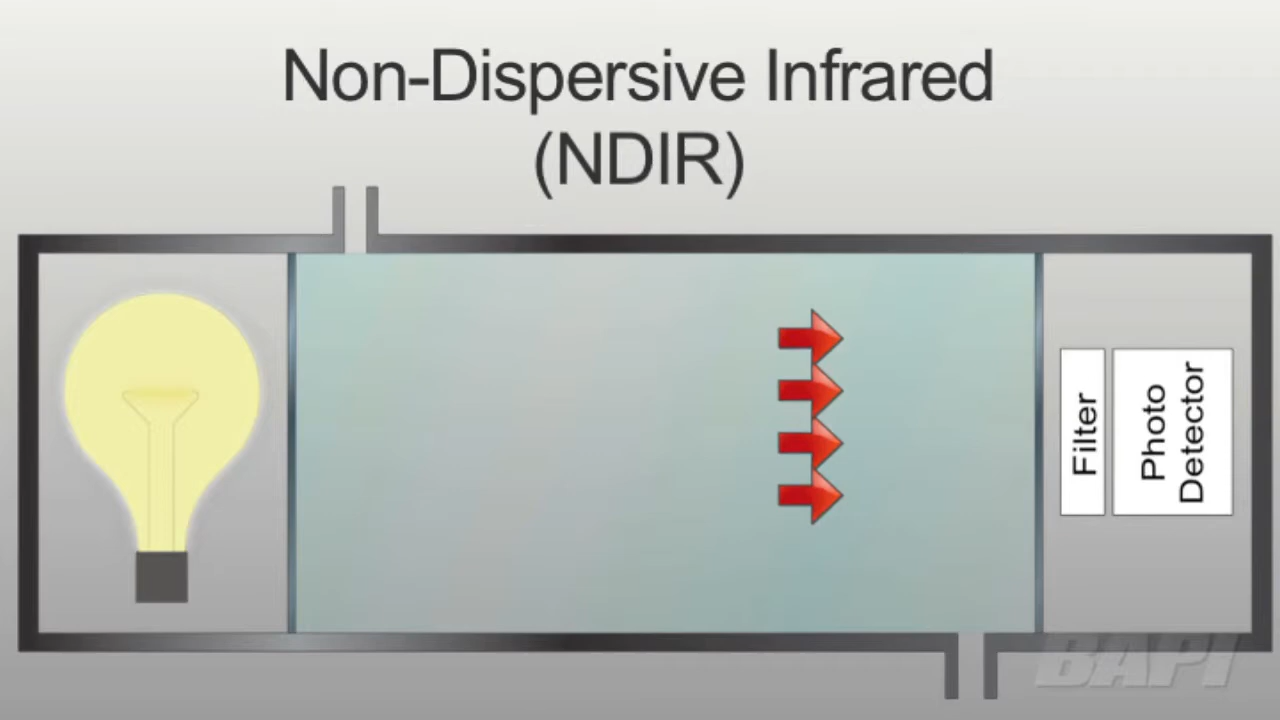 Non-Dispersive Infrared
(NDIR)
Filter
Photo
Detector
BAPI